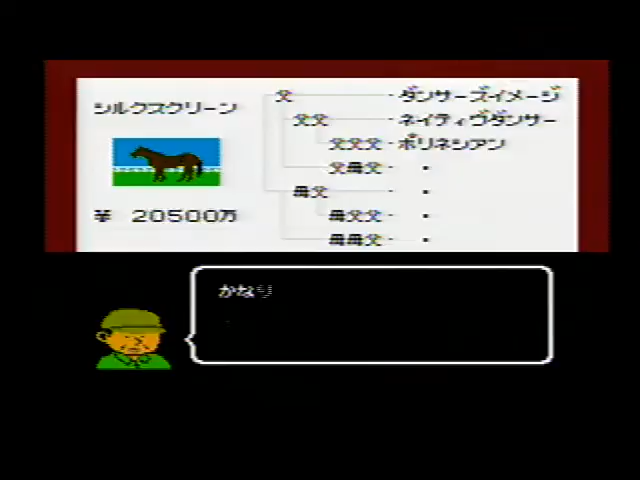 シルクスクリーン
¥ 20500万
父 ダンサーズイメージ
父父 ネイティヴダンサー
父父父 ポリネシアン
父母父 ・
母父 ・
母父父 ・
母母父 ・
かなり